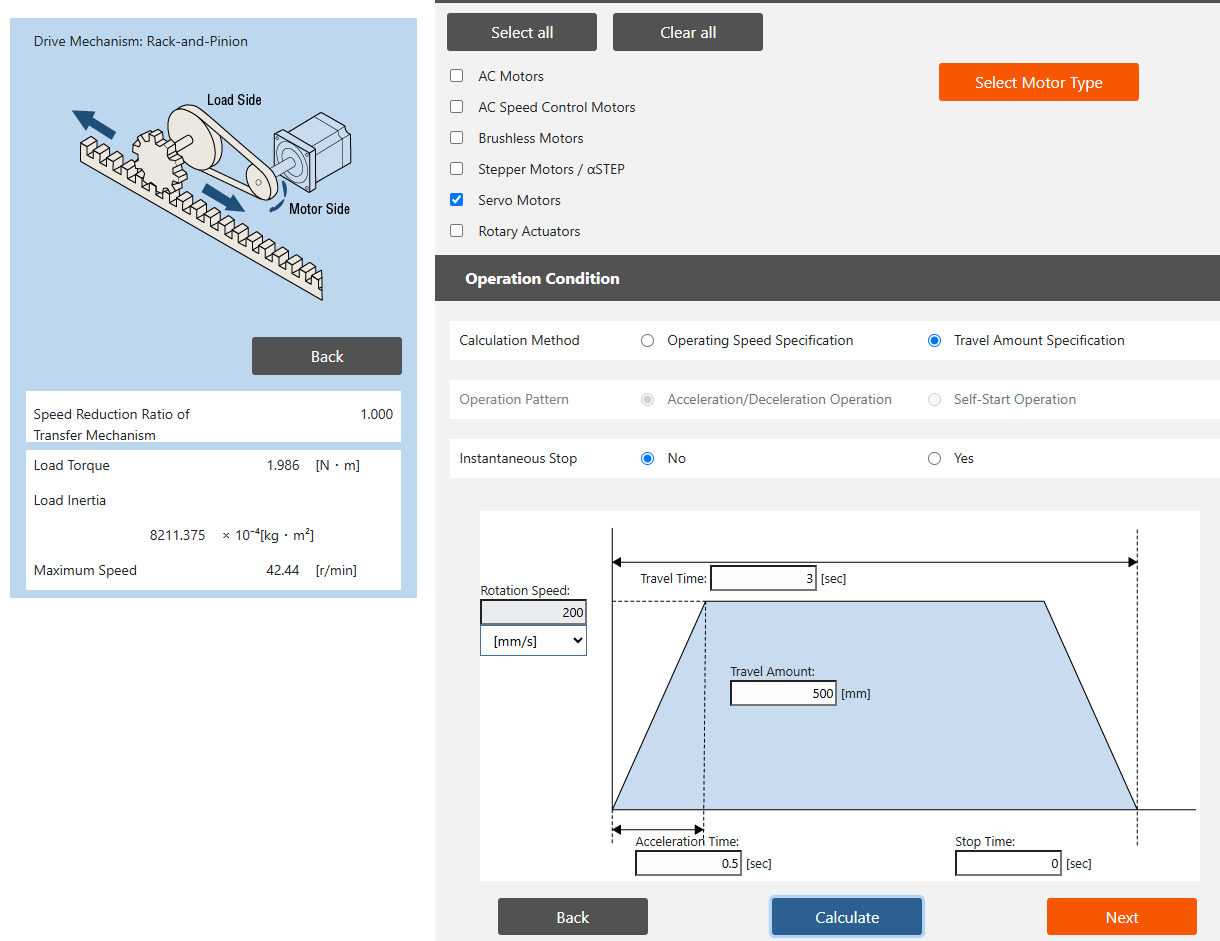 Drive Mechanism: Rack-and-Pinion
Load Side
Motor Side
Back
Speed Reduction Ratio of
Transfer Mechanism
1.000
Load Torque 1.986 [N・m]
Load Inertia
8211.375 × 10⁻⁴[kg・m²]
Maximum Speed 42.44 [r/min]
Select all Clear all
AC Motors
Select Motor Type
AC Speed Control Motors
Brushless Motors
Stepper Motors / αSTEP
Servo Motors
Rotary Actuators
Operation Condition
Calculation Method Operating Speed Specification Travel Amount Specification
Operation Pattern Acceleration/Deceleration Operation Self-Start Operation
Instantaneous Stop No Yes
Travel Time: 3 [sec]
Rotation Speed:
200
[mm/s]
Travel Amount:
500 [mm]
Acceleration Time:
0.5 [sec]
Stop Time:
0 [sec]
Back Calculate Next